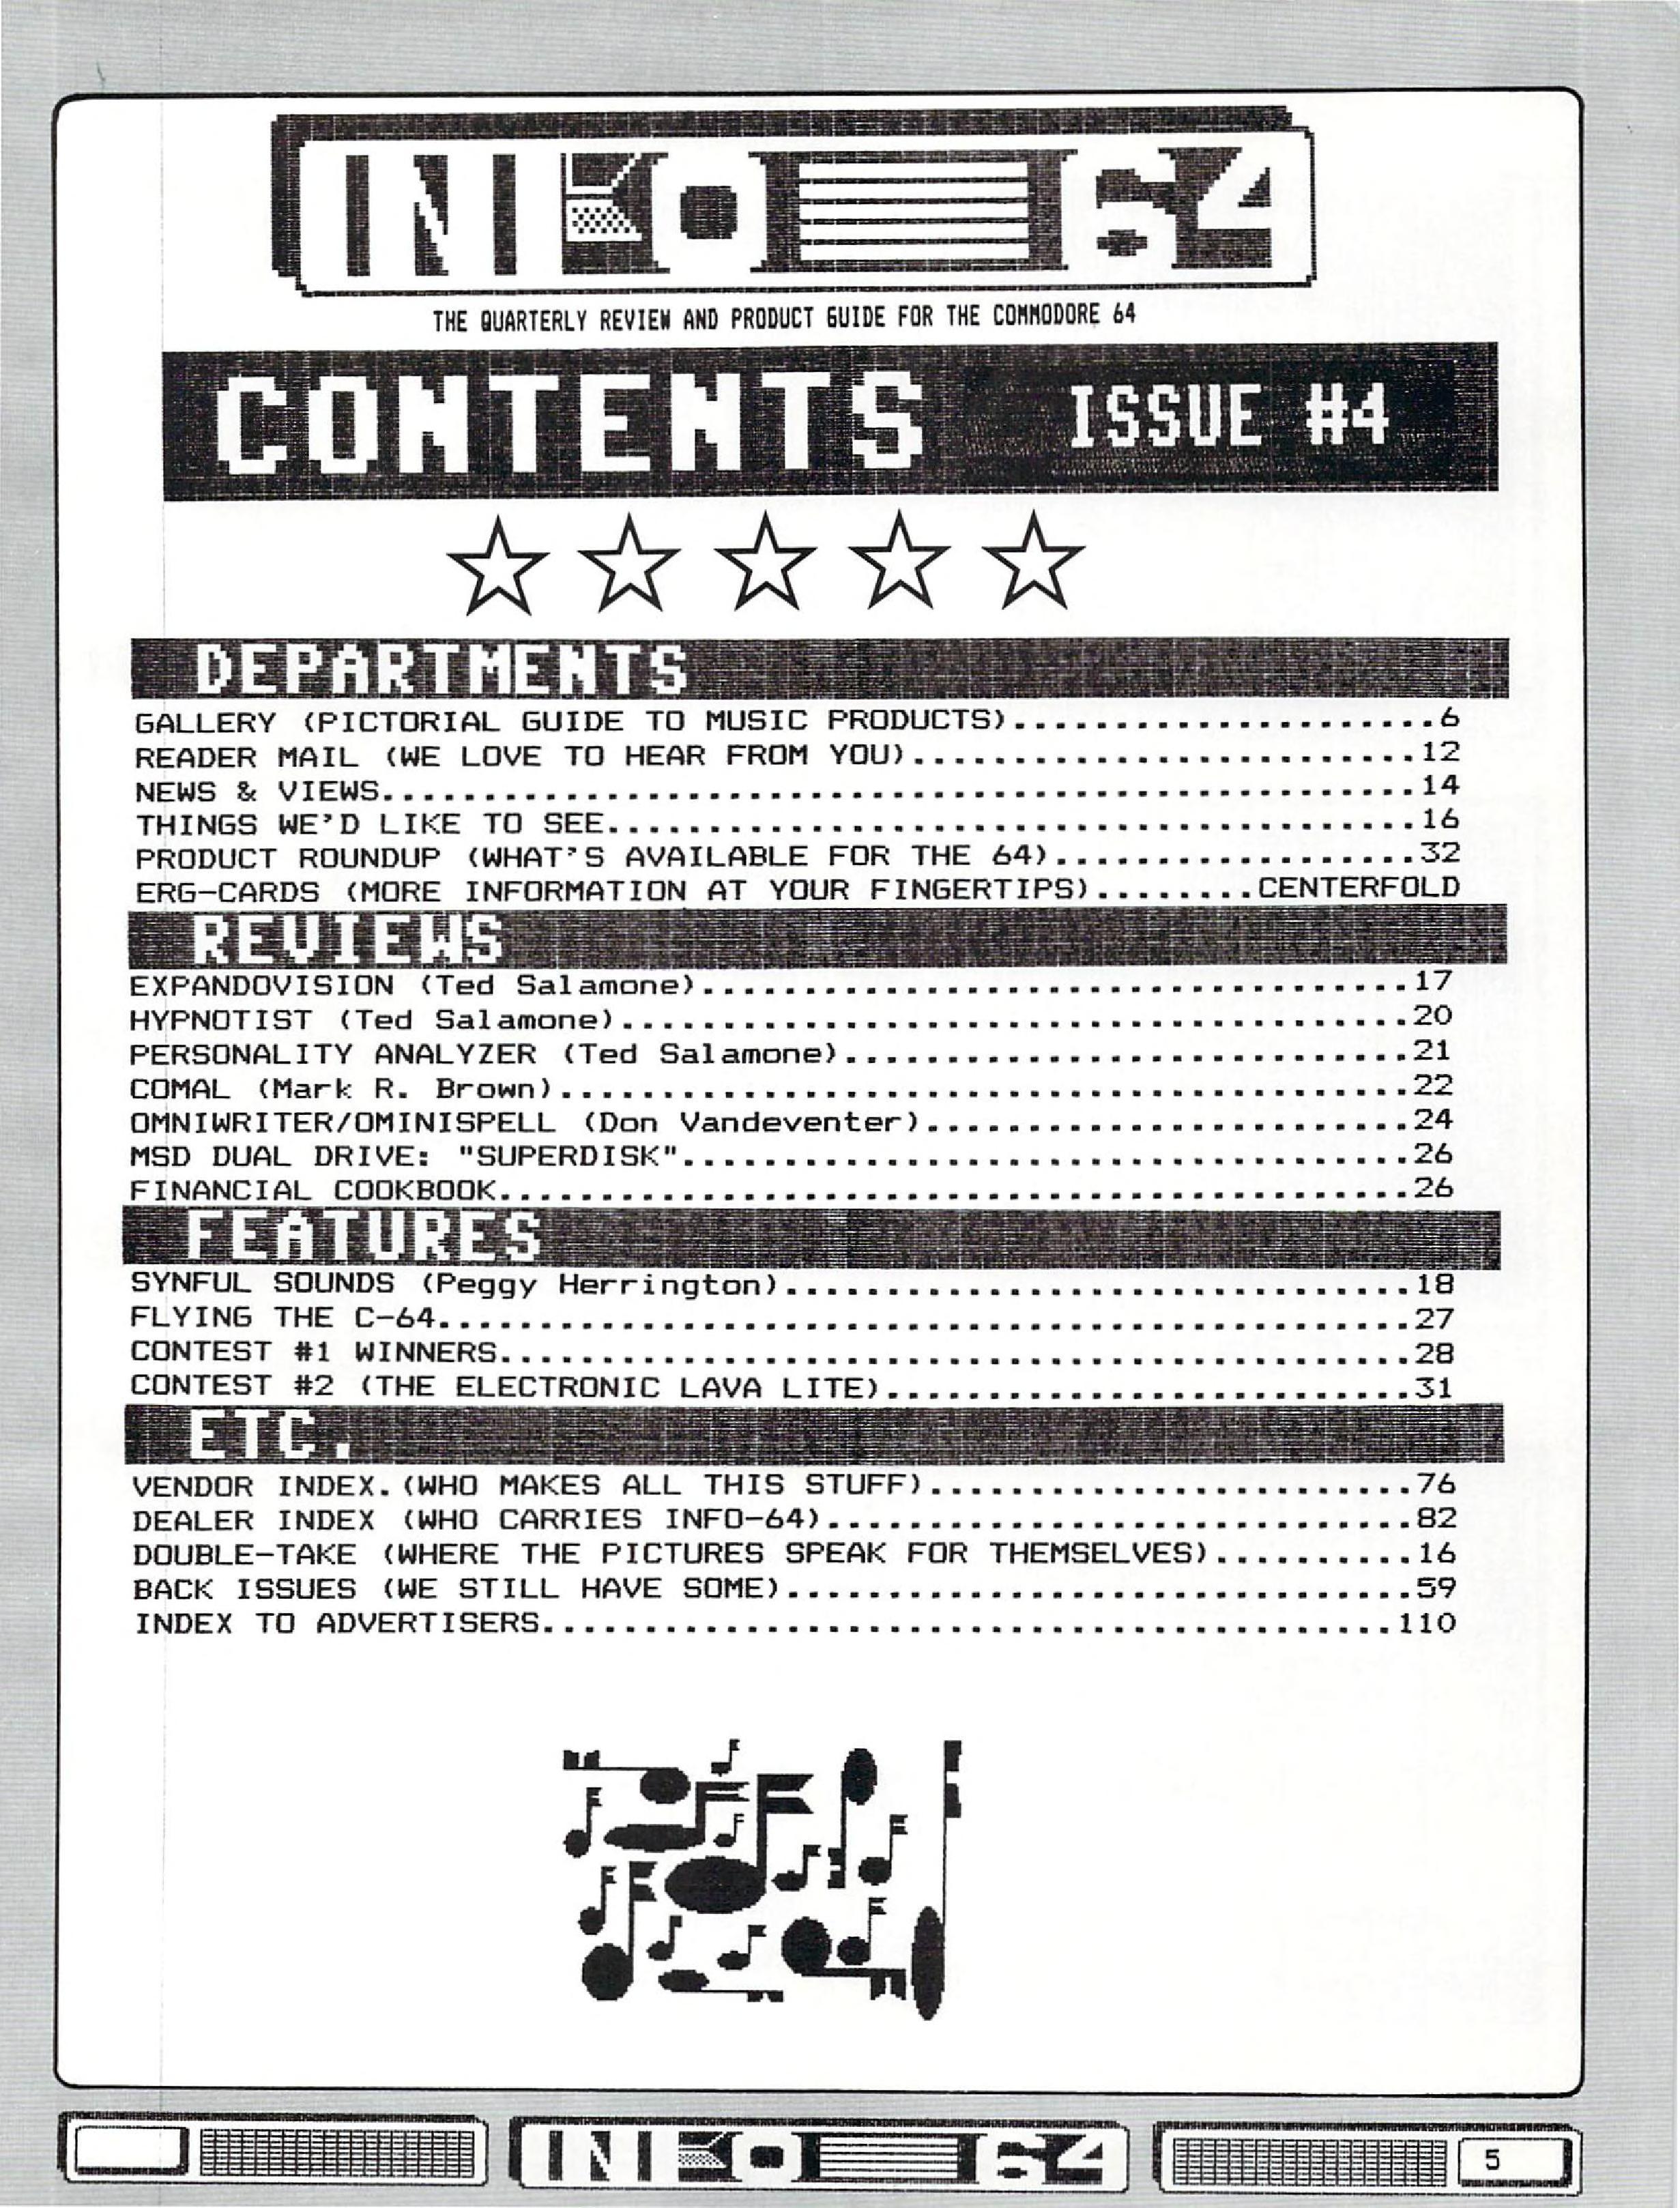 INFO 64
THE QUARTERLY REVIEW AND PRODUCT GUIDE FOR THE COMMODORE 64
CONTENTS ISSUE #4
DEPARTMENTS
GALLERY (PICTORIAL GUIDE TO MUSIC PRODUCTS)....................6
READER MAIL (WE LOVE TO HEAR FROM YOU).........................12
NEWS & VIEWS...................................................14
THINGS WE'D LIKE TO SEE........................................16
PRODUCT ROUNDUP (WHAT'S AVAILABLE FOR THE 64)..................32
ERG-CARDS (MORE INFORMATION AT YOUR FINGERTIPS)........CENTERFOLD
REVIEWS
EXPANDOVISION (Ted Salamone)...................................17
HYPNOTIST (Ted Salamone).......................................20
PERSONALITY ANALYZER (Ted Salamone)............................21
COMAL (Mark R. Brown)..........................................22
OMNIWRITER/OMINISPELL (Don Vandeventer)........................24
MSD DUAL DRIVE: "SUPERDISK"....................................26
FINANCIAL COOKBOOK.............................................26
FEATURES
SYNFUL SOUNDS (Peggy Herrington)...............................18
FLYING THE C-64................................................27
CONTEST #1 WINNERS.............................................28
CONTEST #2 (THE ELECTRONIC LAVA LITE)..........................31
ETC.
VENDOR INDEX.(WHO MAKES ALL THIS STUFF)........................76
DEALER INDEX (WHO CARRIES INFO-64).............................82
DOUBLE-TAKE (WHERE THE PICTURES SPEAK FOR THEMSELVES)..........16
BACK ISSUES (WE STILL HAVE SOME)...............................59
INDEX TO ADVERTISERS..........................................110
INFO 64
5